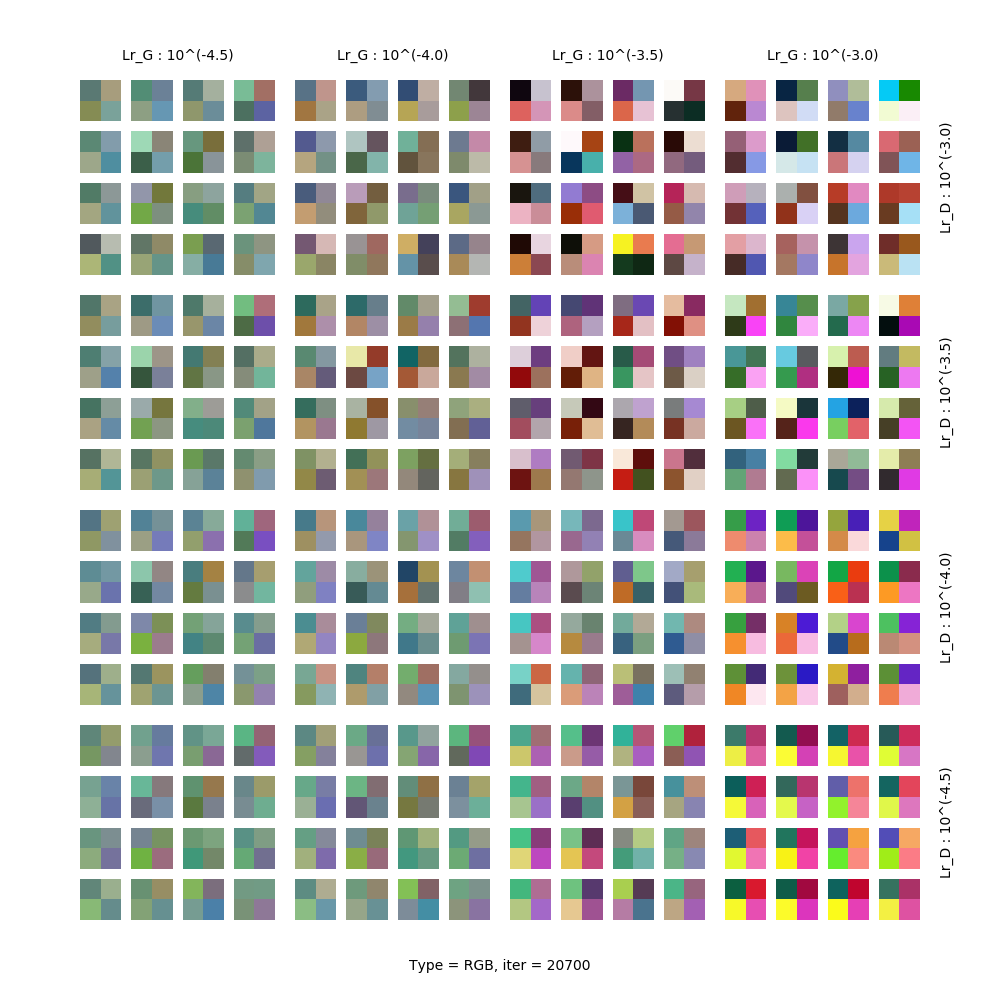 Lr_G : 10^(-4.5)
Lr_G : 10^(-4.0)
Lr_G : 10^(-3.5)
Lr_G : 10^(-3.0)
Lr_D : 10^(-3.0)
Lr_D : 10^(-3.5)
Lr_D : 10^(-4.0)
Lr_D : 10^(-4.5)
Type = RGB, iter = 20700